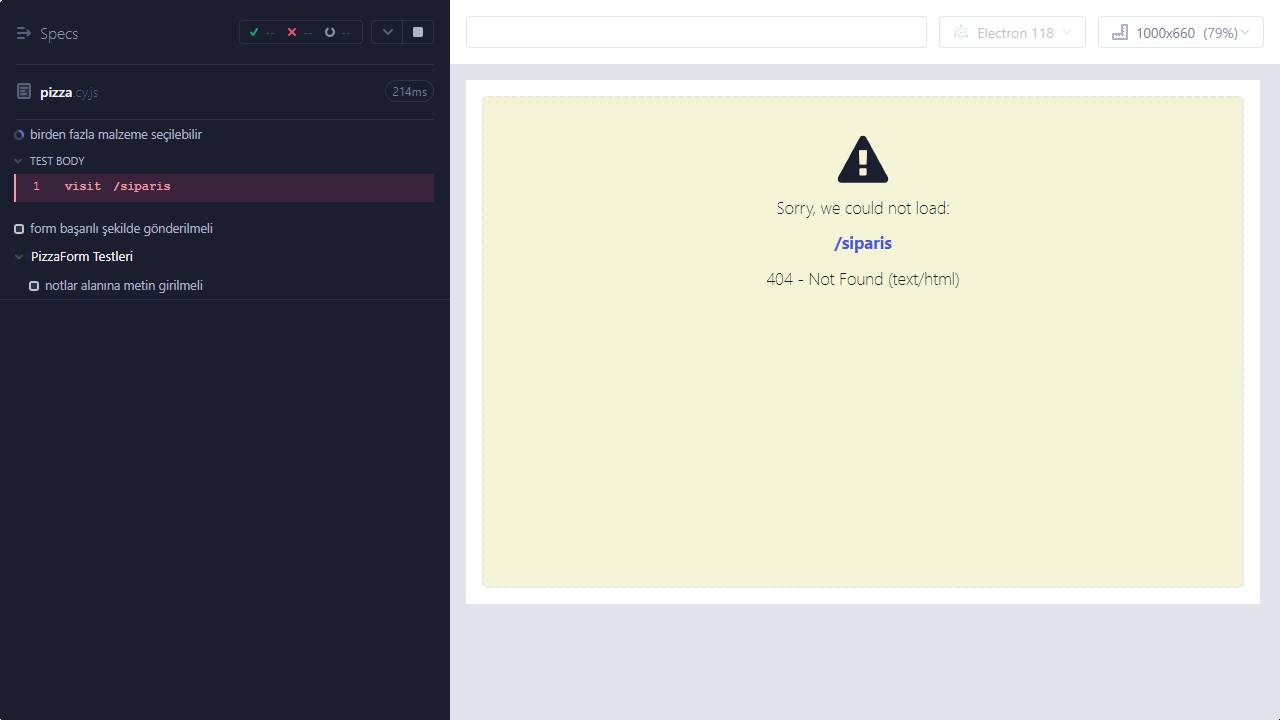 Specs
-- -- --
pizza.cy.js 214ms
birden fazla malzeme seçilebilir
TEST BODY
1 visit /siparis
form başarılı şekilde gönderilmeli
PizzaForm Testleri
notlar alanına metin girilmeli
Electron 118
1000x660 (79%)
Sorry, we could not load:
/siparis
404 - Not Found (text/html)